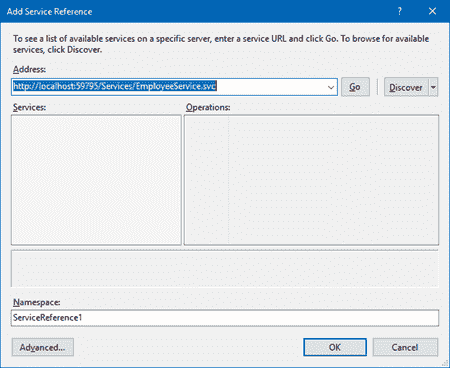 Add Service Reference
To see a list of available services on a specific server, enter a service URL and click Go. To browse for available
services, click Discover.
Address:
http://localhost:59795/Services/EmployeeService.svc
Go
Discover
Services:
Operations:
Namespace:
ServiceReference1
Advanced...
OK
Cancel